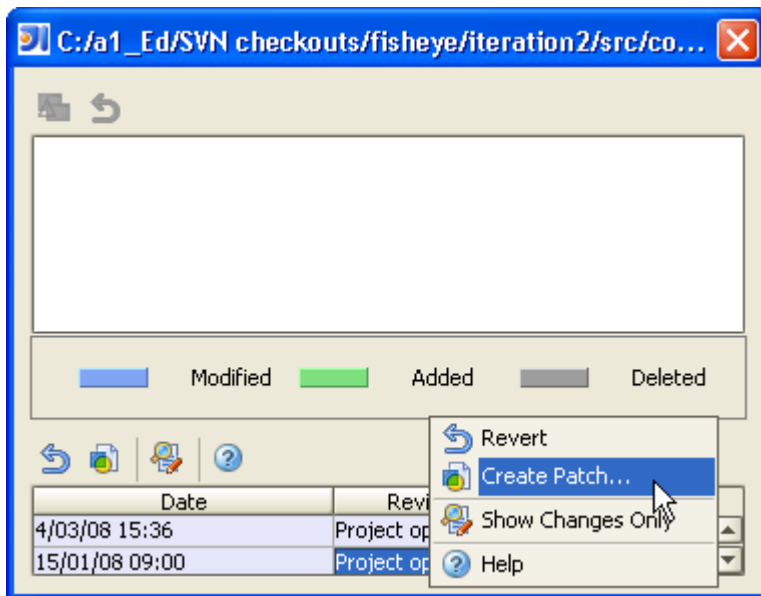 C:/a1_Ed/SVN checkouts/fisheye/iteration2/src/co...
Modified Added Deleted
Revert
Create Patch...
Show Changes Only
Help
Date Revi
4/03/08 15:36 Project op
15/01/08 09:00 Project op